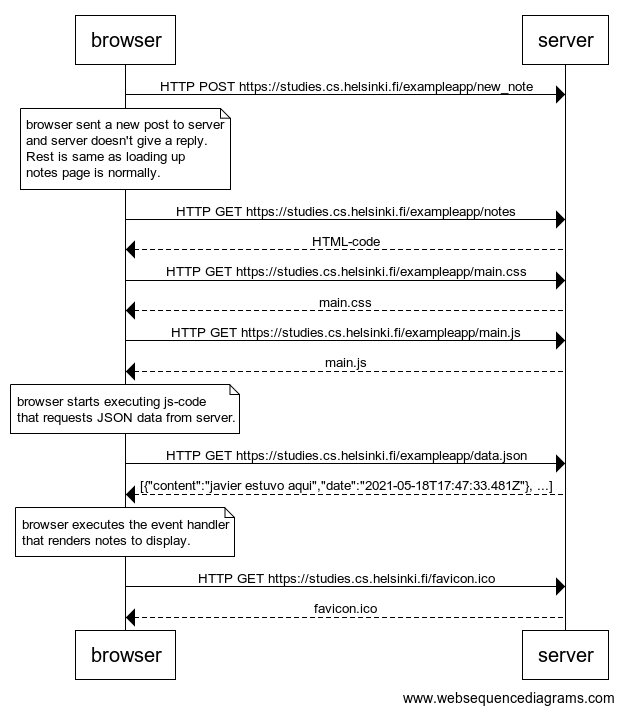 browser
server
HTTP POST https://studies.cs.helsinki.fi/exampleapp/new_note
browser sent a new post to server
and server doesn't give a reply.
Rest is same as loading up
notes page is normally.
HTTP GET https://studies.cs.helsinki.fi/exampleapp/notes
HTML-code
HTTP GET https://studies.cs.helsinki.fi/exampleapp/main.css
main.css
HTTP GET https://studies.cs.helsinki.fi/exampleapp/main.js
main.js
browser starts executing js-code
that requests JSON data from server.
HTTP GET https://studies.cs.helsinki.fi/exampleapp/data.json
[{"content":"javier estuvo aqui","date":"2021-05-18T17:47:33.481Z"}, ...]
browser executes the event handler
that renders notes to display.
HTTP GET https://studies.cs.helsinki.fi/favicon.ico
favicon.ico
browser
server
www.websequencediagrams.com